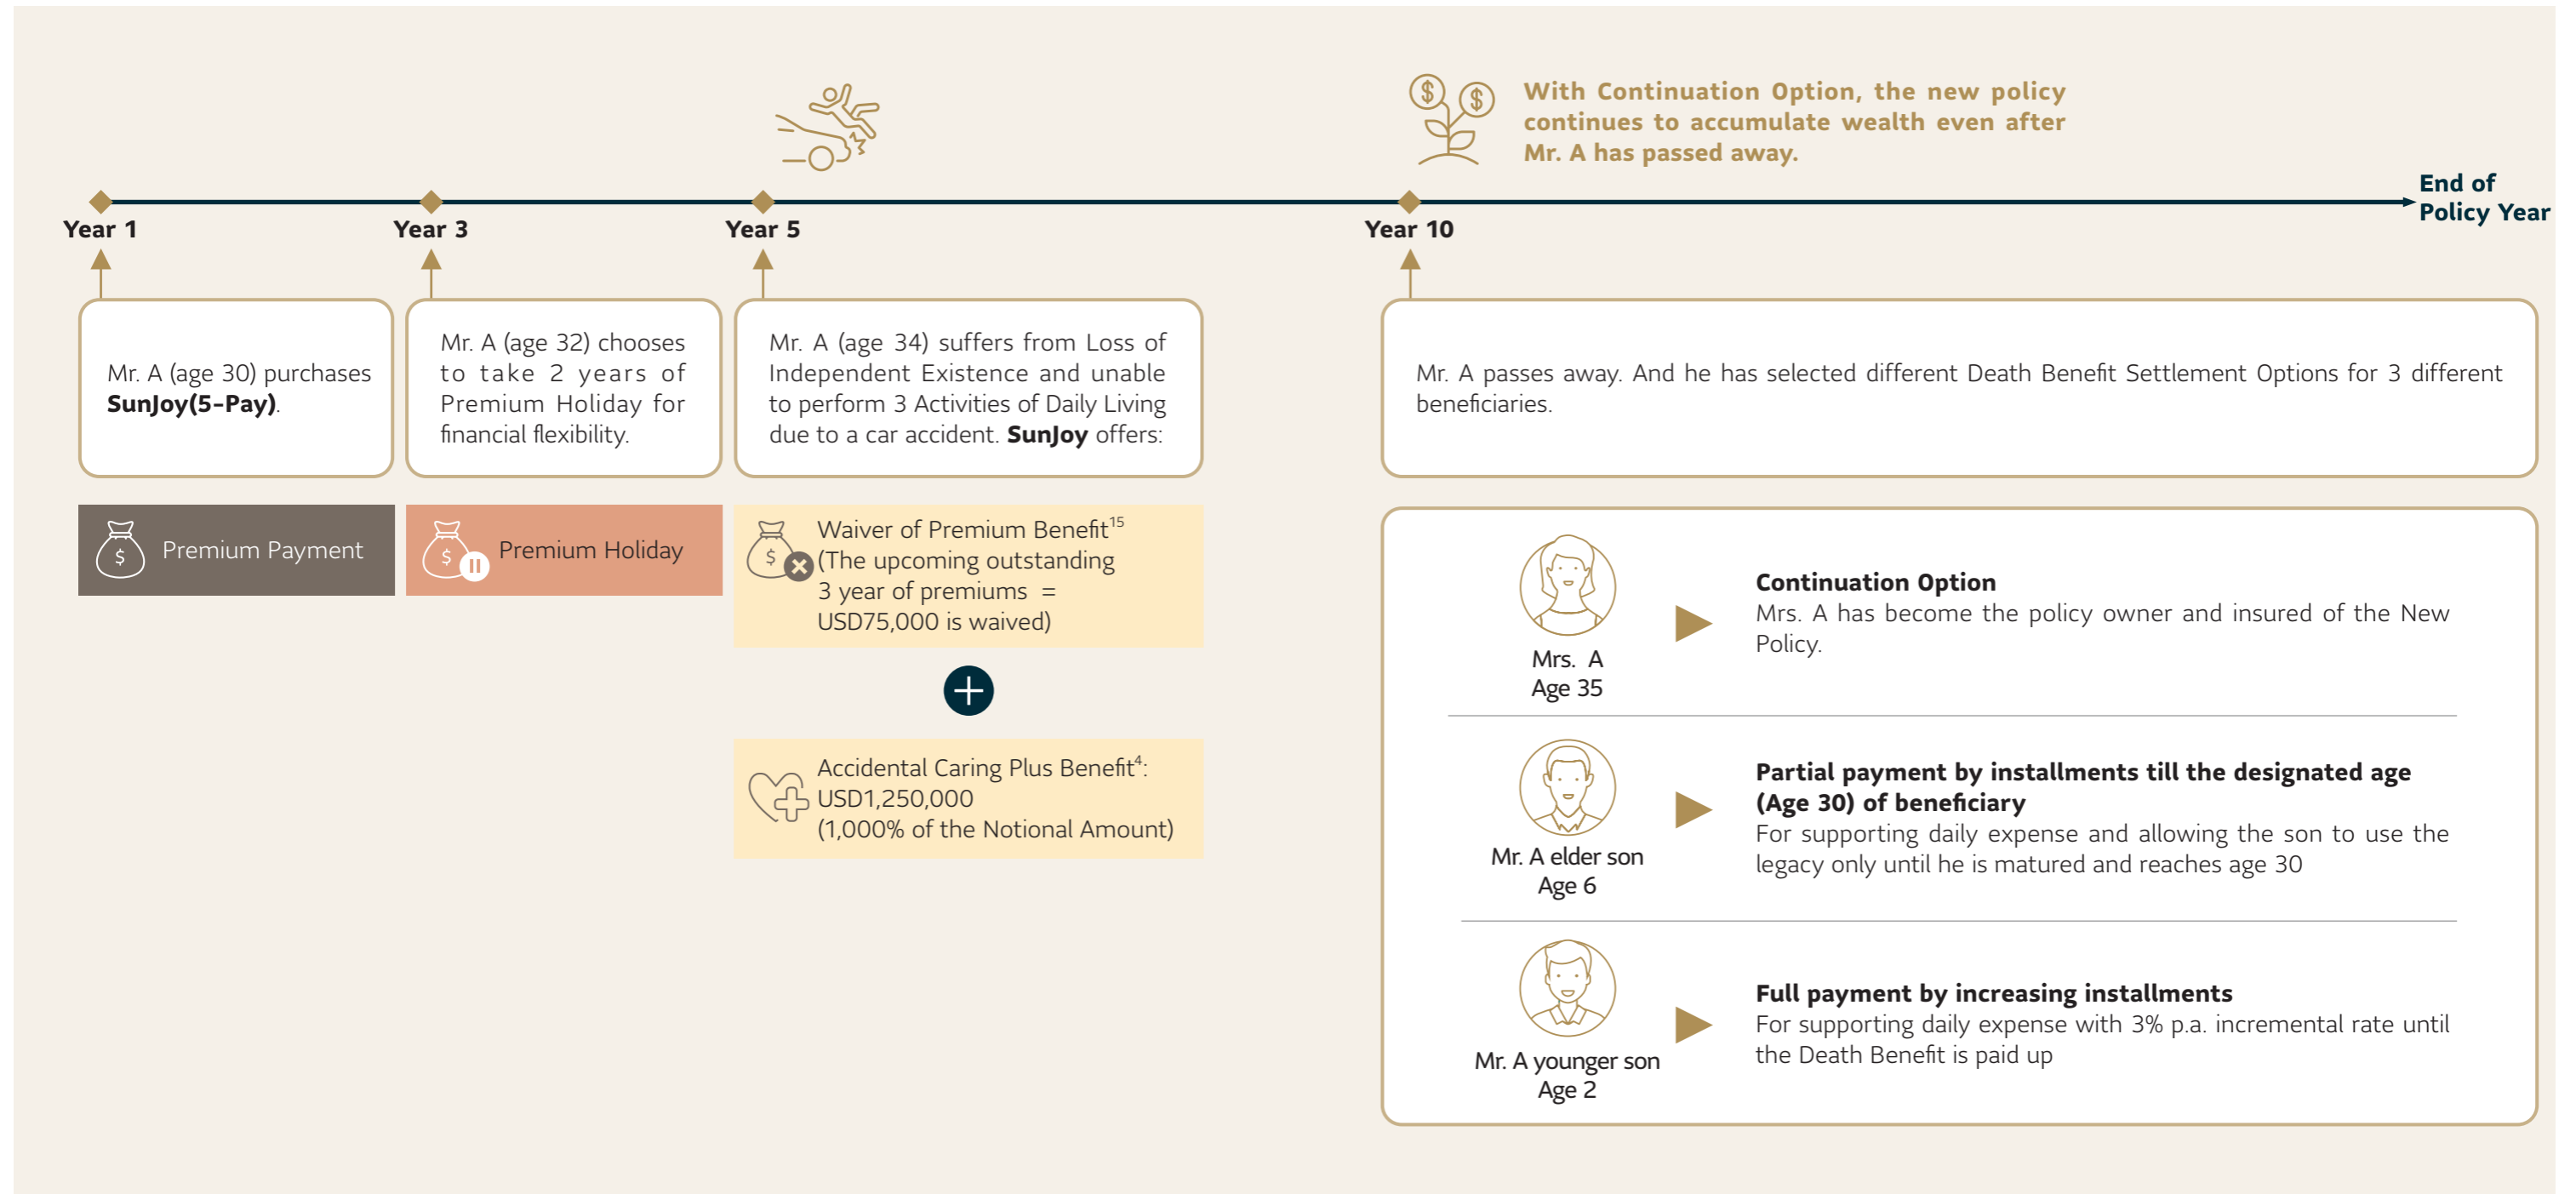 With Continuation Option, the new policy
continues to accumulate wealth even after
Mr. A has passed away.
End of
Policy Year
Year 1
Year 3
Year 5
Year 10
Mr. A (age 30) purchases
SunJoy(5-Pay).
Mr. A (age 32) chooses
to take 2 years of
Premium Holiday for
financial flexibility.
Mr. A (age 34) suffers from Loss of
Independent Existence and unable
to perform 3 Activities of Daily Living
due to a car accident. SunJoy offers:
Mr. A passes away. And he has selected different Death Benefit Settlement Options for 3 different
beneficiaries.
$ Premium Payment
$ Premium Holiday
$
Waiver of Premium Benefit15
(The upcoming outstanding
3 year of premiums =
USD75,000 is waived)
Accidental Caring Plus Benefit4:
USD1,250,000
(1,000% of the Notional Amount)
Mrs. A
Age 35
Continuation Option
Mrs. A has become the policy owner and insured of the New
Policy.
Mr. A elder son
Age 6
Partial payment by installments till the designated age
(Age 30) of beneficiary
For supporting daily expense and allowing the son to use the
legacy only until he is matured and reaches age 30
Mr. A younger son
Age 2
Full payment by increasing installments
For supporting daily expense with 3% p.a. incremental rate until
the Death Benefit is paid up